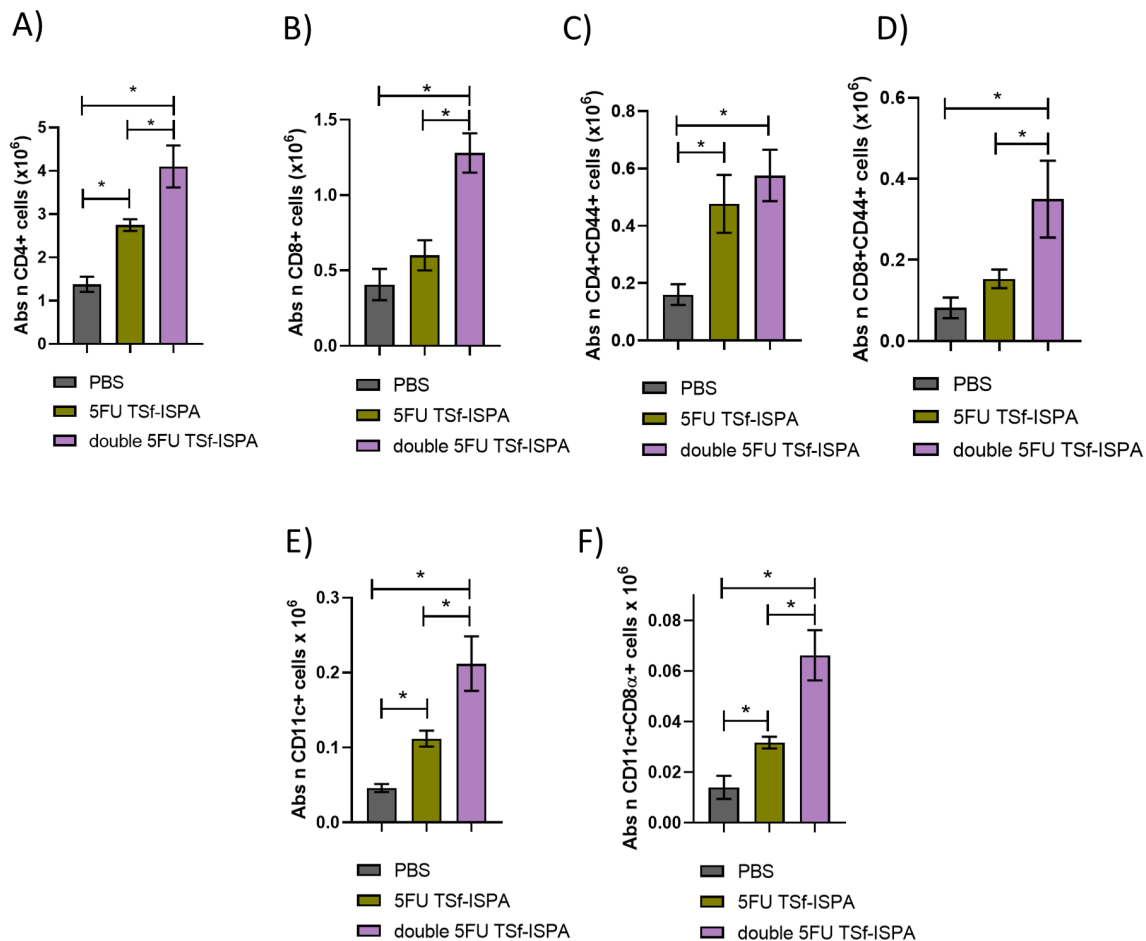 A)
Abs n CD4+ cells (x10⁶)
5
4
3
2
1
0
*
*
*
PBS
5FU TSf-ISPA
double 5FU TSf-ISPA
B)
Abs n CD8+ cells (x10⁶)
1.5
1.0
0.5
0.0
*
*
PBS
5FU TSf-ISPA
double 5FU TSf-ISPA
C)
Abs n CD4+CD44+ cells (x10⁶)
0.8
0.6
0.4
0.2
0.0
*
*
PBS
5FU TSf-ISPA
double 5FU TSf-ISPA
D)
Abs n CD8+CD44+ cells (x10⁶)
0.6
0.4
0.2
0.0
*
*
PBS
5FU TSf-ISPA
double 5FU TSf-ISPA
E)
Abs n CD11c+ cells x 10⁶
0.3
0.2
0.1
0.0
*
*
*
PBS
5FU TSf-ISPA
double 5FU TSf-ISPA
F)
Abs n CD11c+CD8α+ cells x 10⁶
0.08
0.06
0.04
0.02
0.00
*
*
*
PBS
5FU TSf-ISPA
double 5FU TSf-ISPA